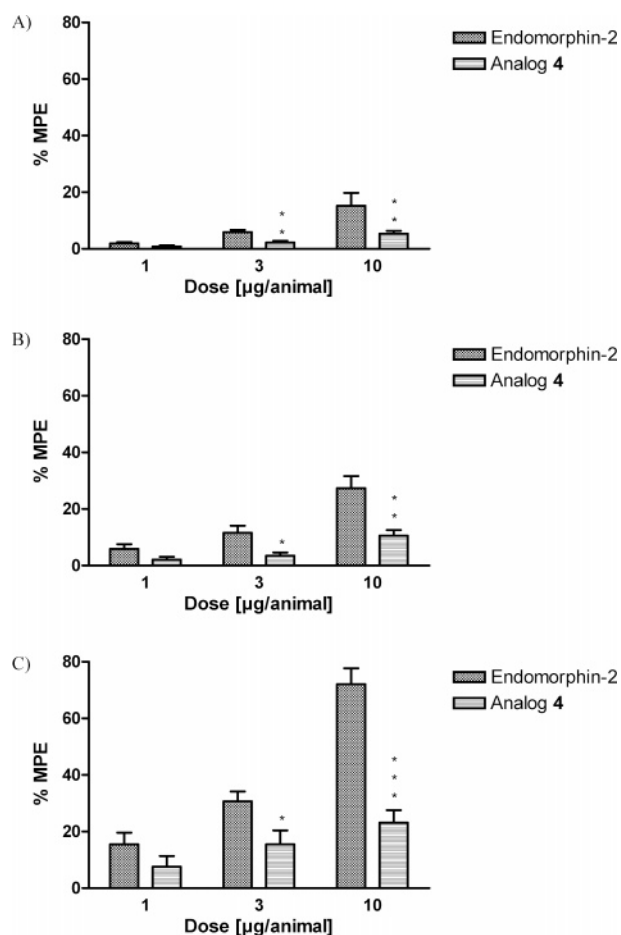 A)
80
60
40
20
0
% MPE
*
*
*
*
1 3 10
Dose [µg/animal]
Endomorphin-2
Analog 4
B)
80
60
40
20
0
% MPE
*
*
*
1 3 10
Dose [µg/animal]
Endomorphin-2
Analog 4
C)
80
60
40
20
0
% MPE
*
*
*
*
1 3 10
Dose [µg/animal]
Endomorphin-2
Analog 4